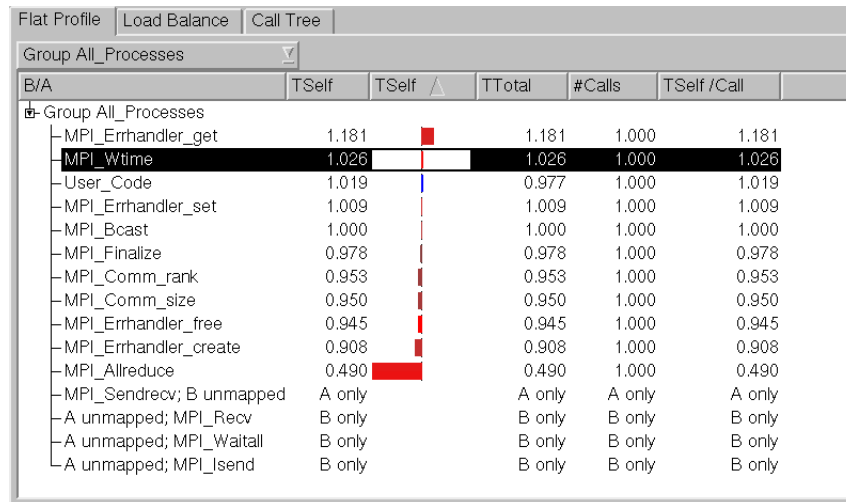 Flat Profile Load Balance Call Tree
Group All_Processes
B/A TSelf TSelf TTotal #Calls TSelf /Call
Group All_Processes
MPI_Errhandler_get 1.181 1.181 1.000 1.181
MPI_Wtime 1.026 1.026 1.000 1.026
User_Code 1.019 0.977 1.000 1.019
MPI_Errhandler_set 1.009 1.009 1.000 1.009
MPI_Bcast 1.000 1.000 1.000 1.000
MPI_Finalize 0.978 0.978 1.000 0.978
MPI_Comm_rank 0.953 0.953 1.000 0.953
MPI_Comm_size 0.950 0.950 1.000 0.950
MPI_Errhandler_free 0.945 0.945 1.000 0.945
MPI_Errhandler_create 0.908 0.908 1.000 0.908
MPI_Allreduce 0.490 0.490 1.000 0.490
MPI_Sendrecv; B unmapped A only A only A only A only
A unmapped; MPI_Recv B only B only B only B only
A unmapped; MPI_Waitall B only B only B only B only
A unmapped; MPI_Isend B only B only B only B only